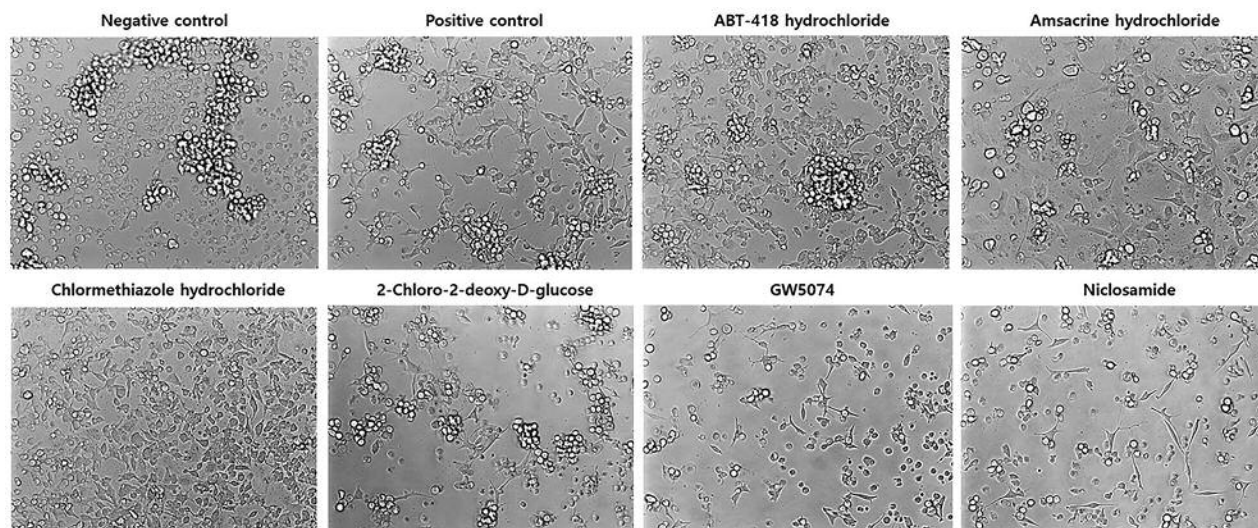 Negative control
Positive control
ABT-418 hydrochloride
Amsacrine hydrochloride
Chlormethiazole hydrochloride
2-Chloro-2-deoxy-D-glucose
GW5074
Niclosamide